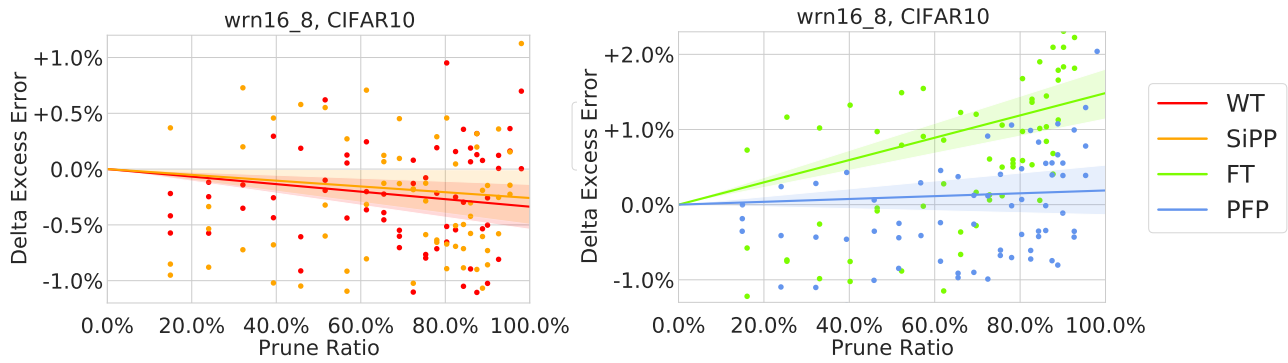 wrn16_8, CIFAR10
Delta Excess Error
+1.0%
+0.5%
0.0%
-0.5%
-1.0%
0.0% 20.0% 40.0% 60.0% 80.0% 100.0%
Prune Ratio
wrn16_8, CIFAR10
Delta Excess Error
+2.0%
+1.0%
0.0%
-1.0%
0.0% 20.0% 40.0% 60.0% 80.0% 100.0%
Prune Ratio
WT
SiPP
FT
PFP